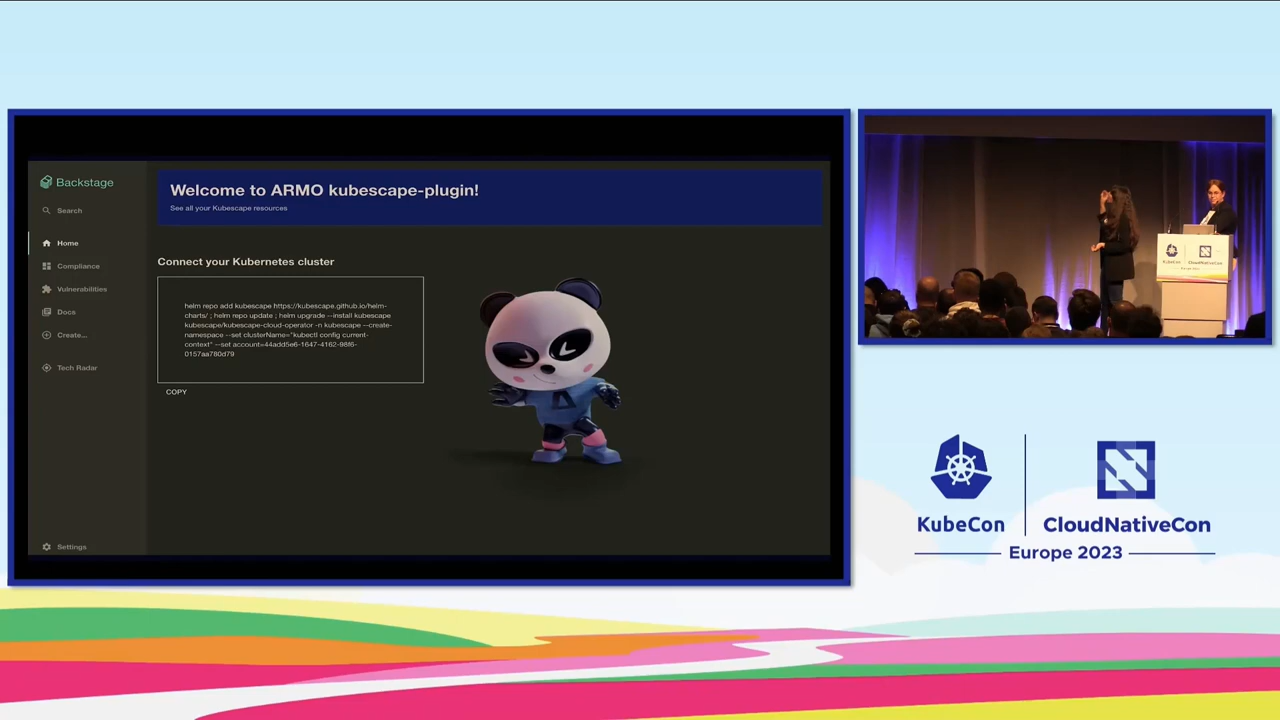 Backstage
Search
Home
Compliance
Vulnerabilities
Docs
Create...
Tech Radar
Settings
Welcome to ARMO kubescape-plugin!
See all your Kubescape resources
Connect your Kubernetes cluster
helm repo add kubescape https://kubescape.github.io/helm-
charts/ ; helm repo update ; helm upgrade --install kubescape
kubescape/kubescape-cloud-operator -n kubescape --create-
namespace --set clusterName="kubectl config current-
context" --set account=44add5e6-1647-4162-98f6-
0157aa780d79
COPY
KubeCon
CloudNativeCon
KubeCon
CloudNativeCon
Europe 2023